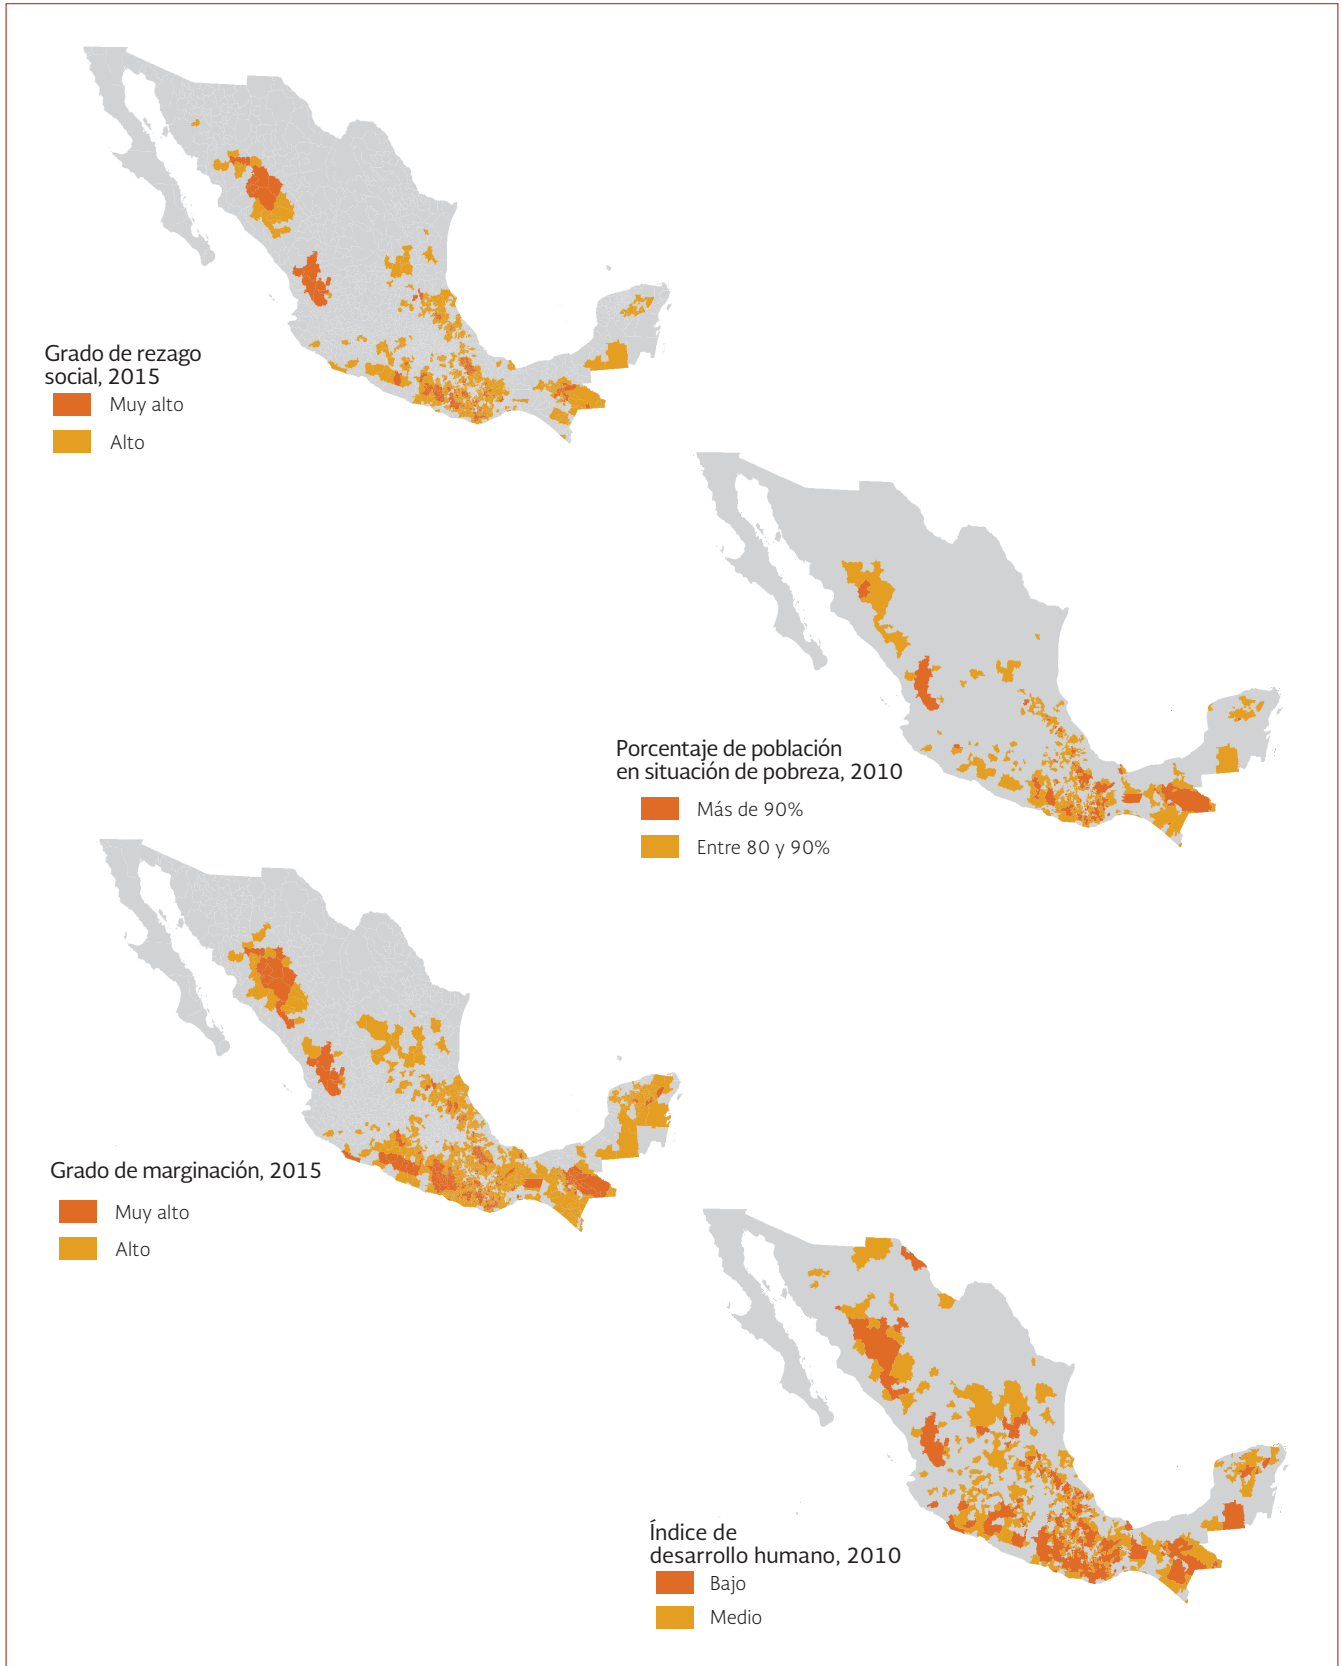 Grado de rezago
social, 2015
Muy alto
Alto
Porcentaje de población
en situación de pobreza, 2010
Más de 90%
Entre 80 y 90%
Grado de marginación, 2015
Muy alto
Alto
Índice de
desarrollo humano, 2010
Bajo
Medio